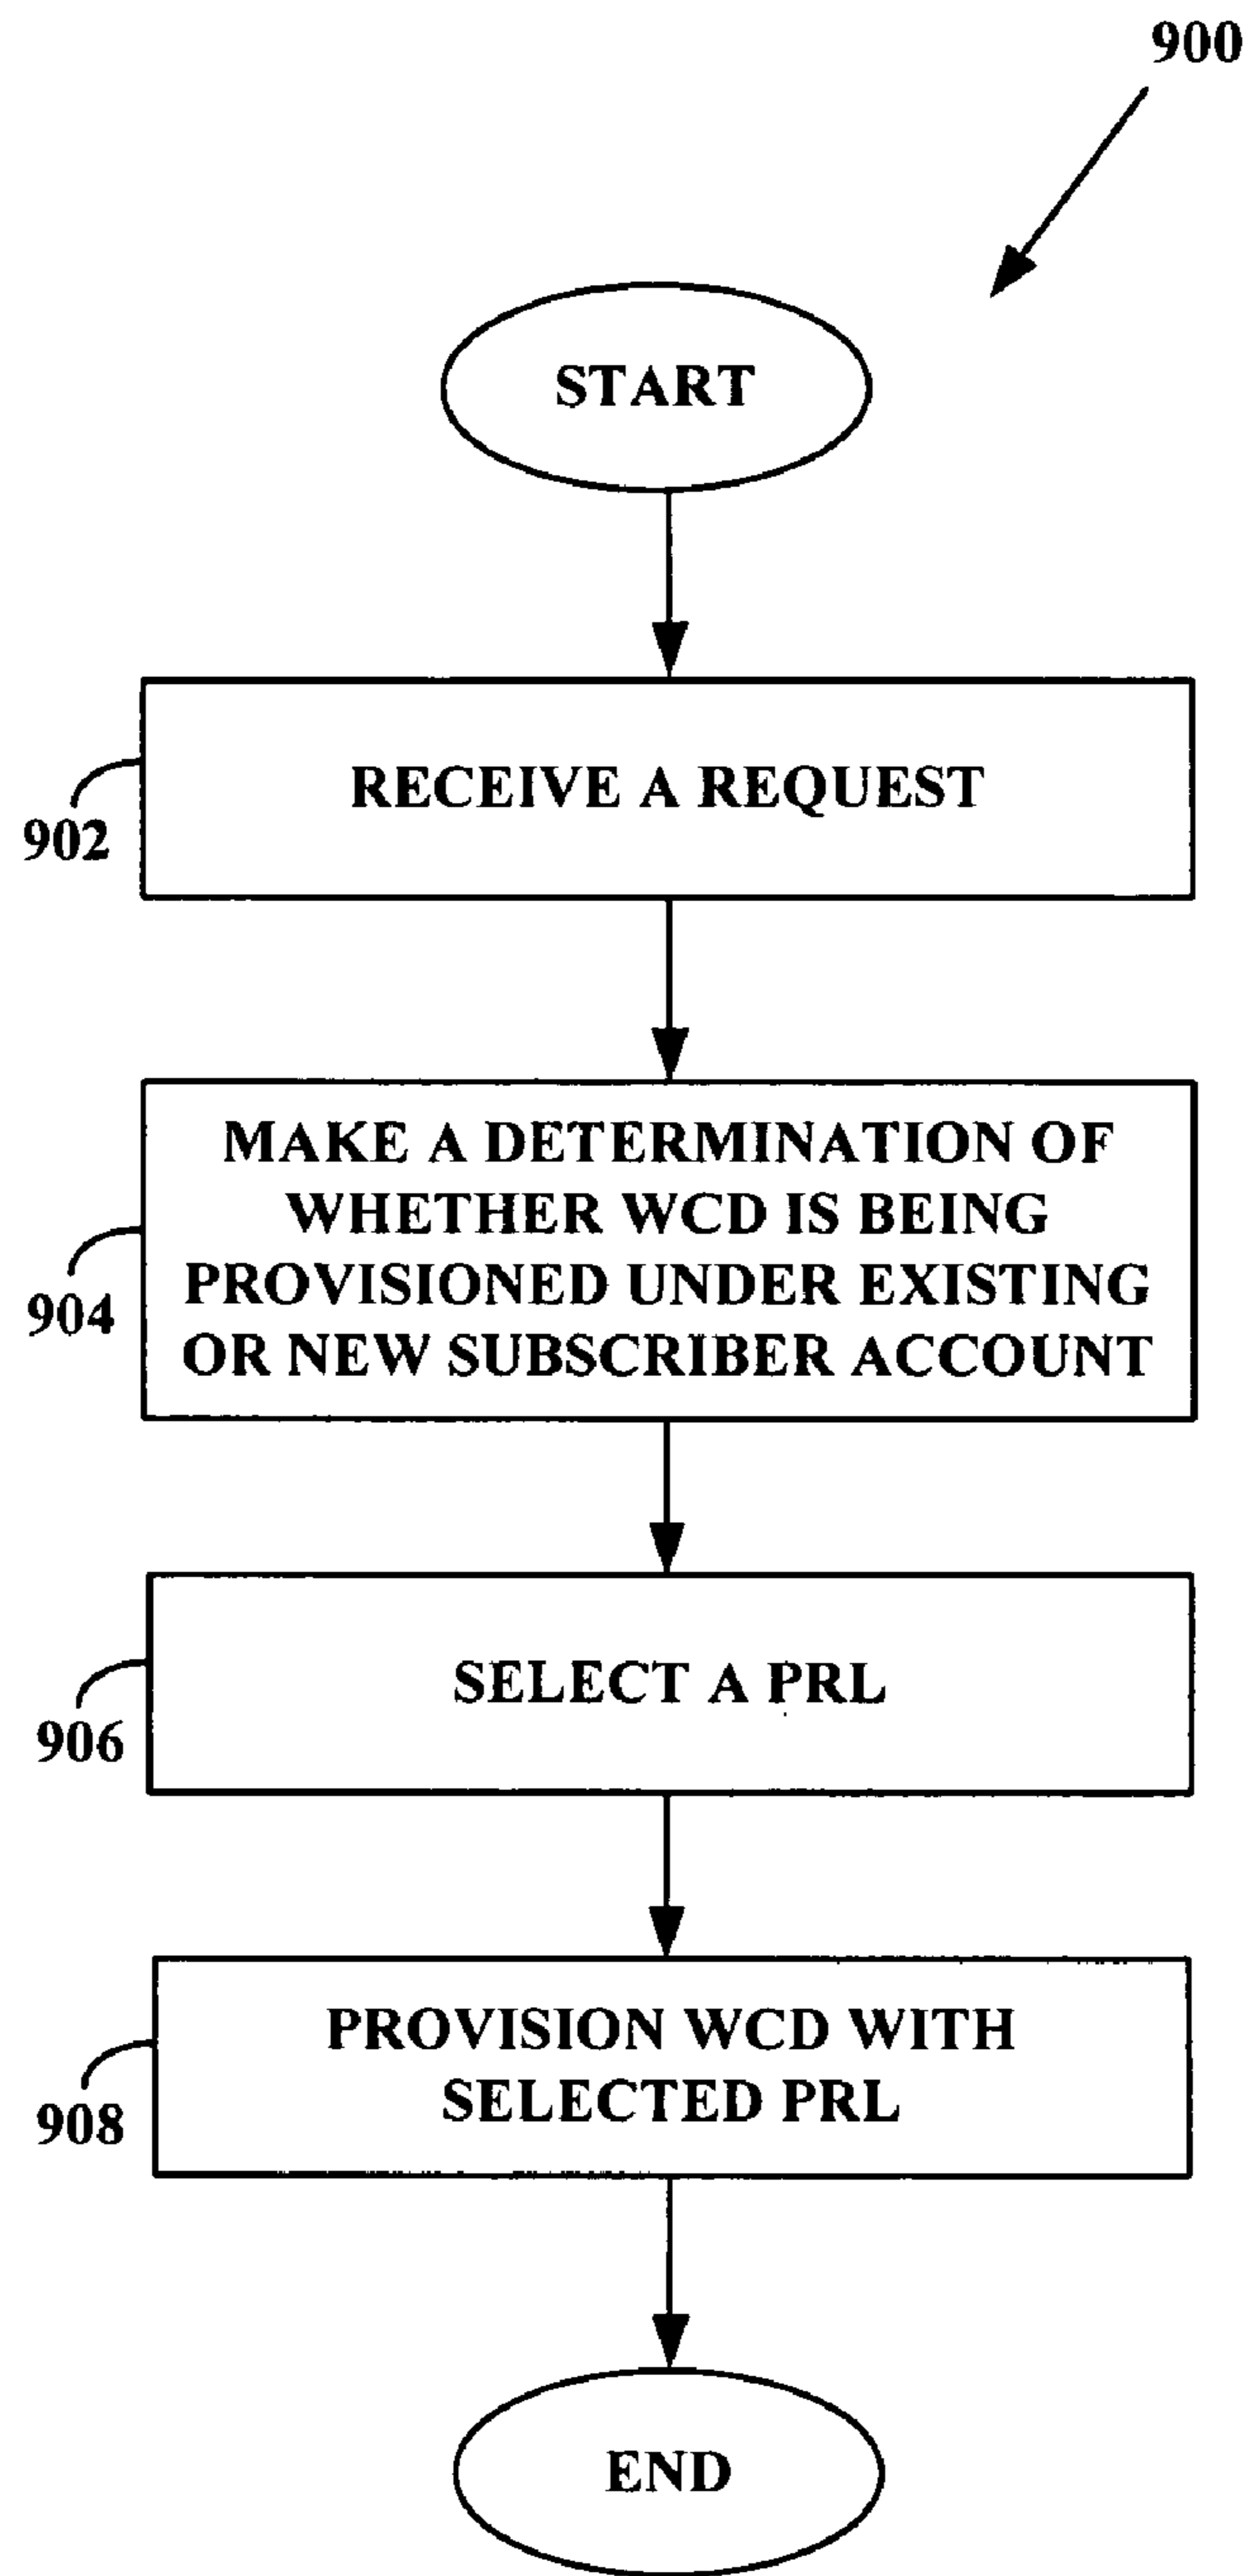 900
START
RECEIVE A REQUEST
902
MAKE A DETERMINATION OF
WHETHER WCD IS BEING
PROVISIONED UNDER EXISTING
OR NEW SUBSCRIBER ACCOUNT
904
SELECT A PRL
906
PROVISION WCD WITH
SELECTED PRL
908
END